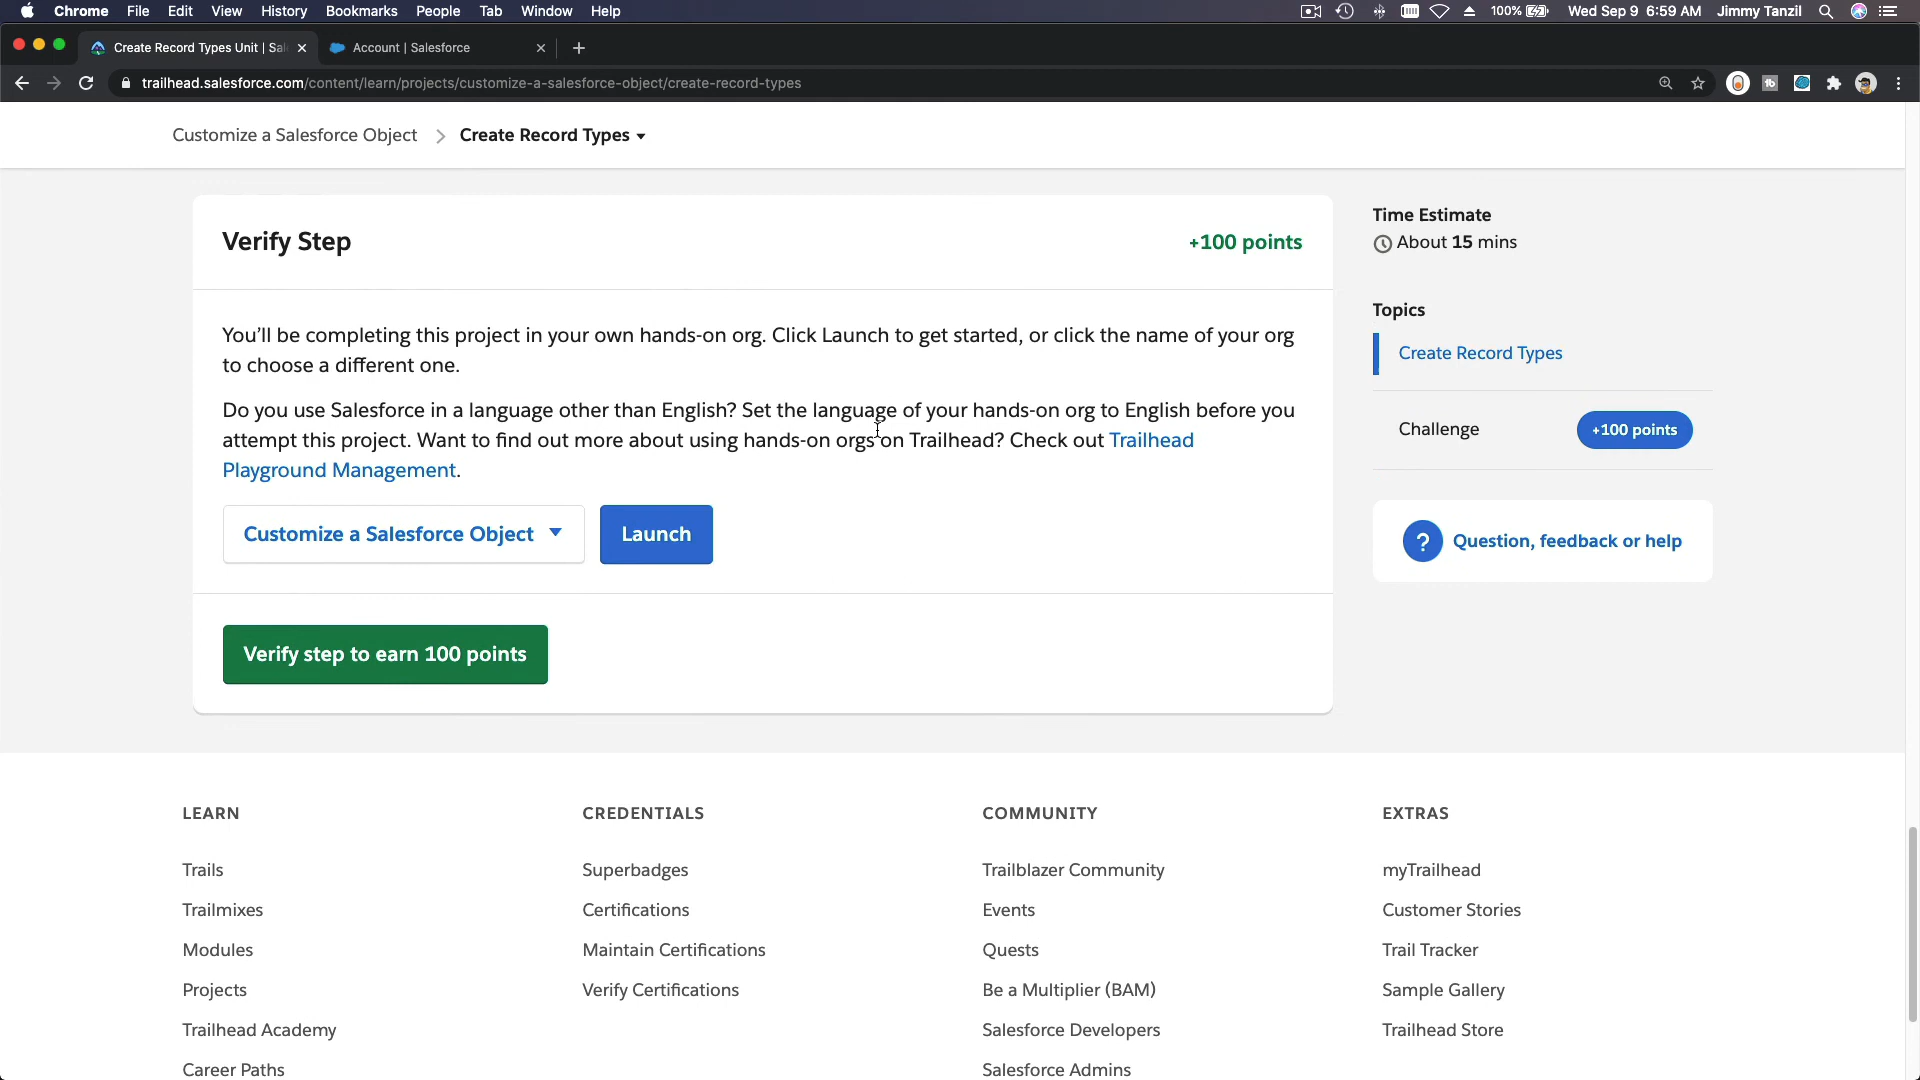 Chrome File Edit View History Bookmarks People Tab Window Help 100% Wed Sep 9 6:59 AM Jimmy Tanzil
Create Record Types Unit | Sal Account | Salesforce
trailhead.salesforce.com/content/learn/projects/customize-a-salesforce-object/create-record-types
Customize a Salesforce Object > Create Record Types
Verify Step +100 points
Time Estimate
About 15 mins
You’ll be completing this project in your own hands-on org. Click Launch to get started, or click the name of your org
to choose a different one.
Do you use Salesforce in a language other than English? Set the language of your hands-on org to English before you
attempt this project. Want to find out more about using hands-on orgs on Trailhead? Check out Trailhead
Playground Management.
Customize a Salesforce Object Launch
Verify step to earn 100 points
Topics
Create Record Types
Challenge +100 points
? Question, feedback or help
LEARN
Trails
Trailmixes
Modules
Projects
Trailhead Academy
Career Paths
CREDENTIALS
Superbadges
Certifications
Maintain Certifications
Verify Certifications
COMMUNITY
Trailblazer Community
Events
Quests
Be a Multiplier (BAM)
Salesforce Developers
Salesforce Admins
EXTRAS
myTrailhead
Customer Stories
Trail Tracker
Sample Gallery
Trailhead Store